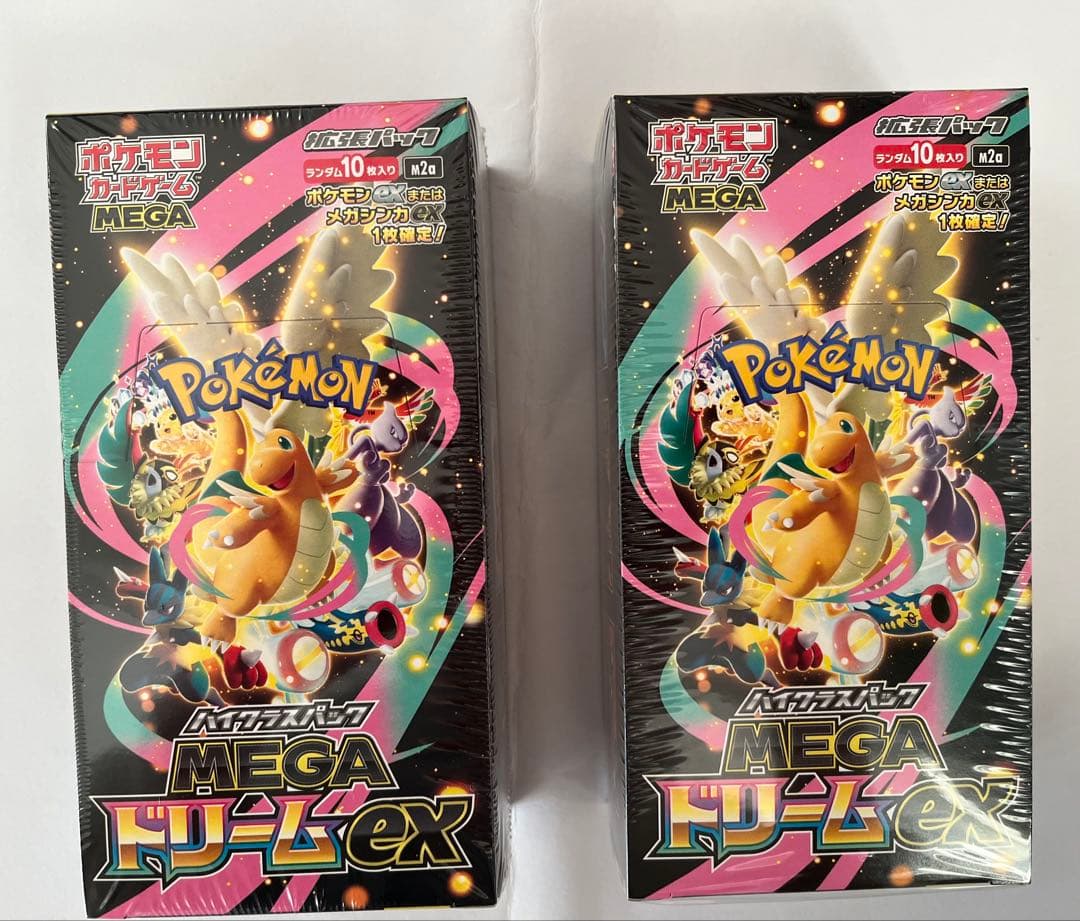 ポケモン
カードゲーム
MEGA
拡張パック
ランダム10枚入り M2a
ポケモンexまたは
メガシンカex
1枚確定!
POKéMON
TM
ハイクラスパック
MEGA
ドリームex
ポケモン
カードゲーム
MEGA
拡張パック
ランダム10枚入り M2a
ポケモンexまたは
メガシンカex
1枚確定!
POKéMON
ハイクラスパック
MEGA
ドリームex